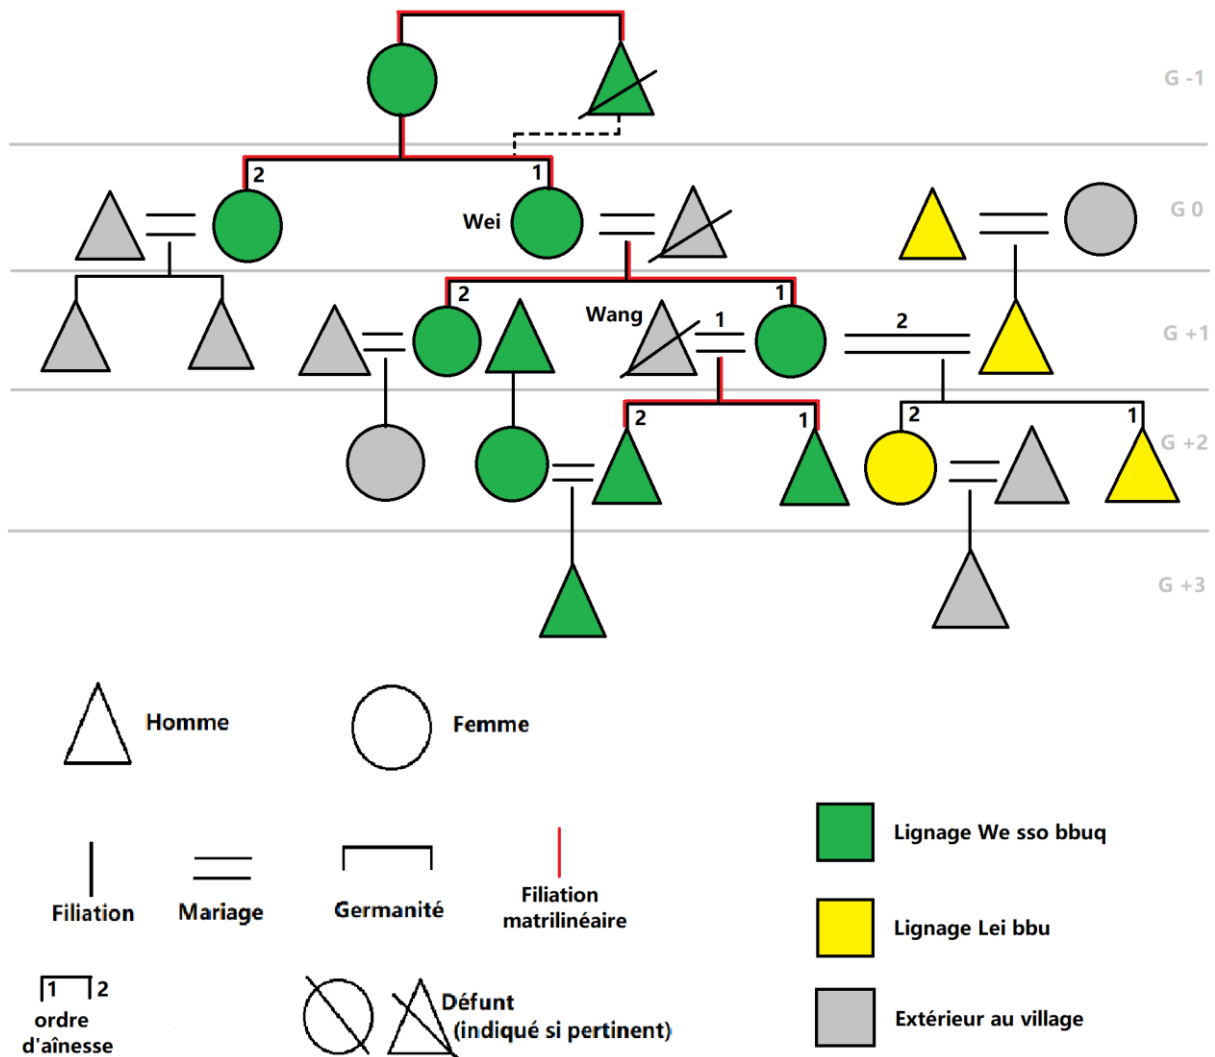 G -1
2
1
Wei
G 0
2
1
Wang
1
2
G +1
2
1
2
1
G +2
G +3
Homme
Femme
Filiation
Mariage
Germanité
Filiation
matrilinéaire
1 2
ordre
d'aînesse
Défunt
(indiqué si pertinent)
Lignage We sso bbuq
Lignage Lei bbu
Extérieur au village